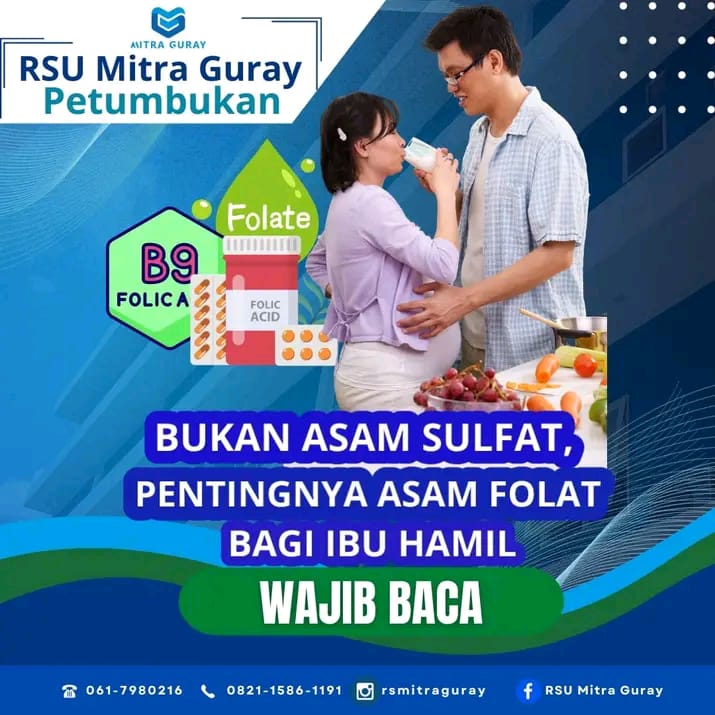 MITRA GURAY
RSU Mitra Guray
Petumbukan
Folate
B9
FOLIC A
FOLIC
ACID
BUKAN ASAM SULFAT,
PENTINGNYA ASAM FOLAT
BAGI IBU HAMIL
WAJIB BACA
061-7980216 0821-1586-1191 rsmitraguray RSU Mitra Guray